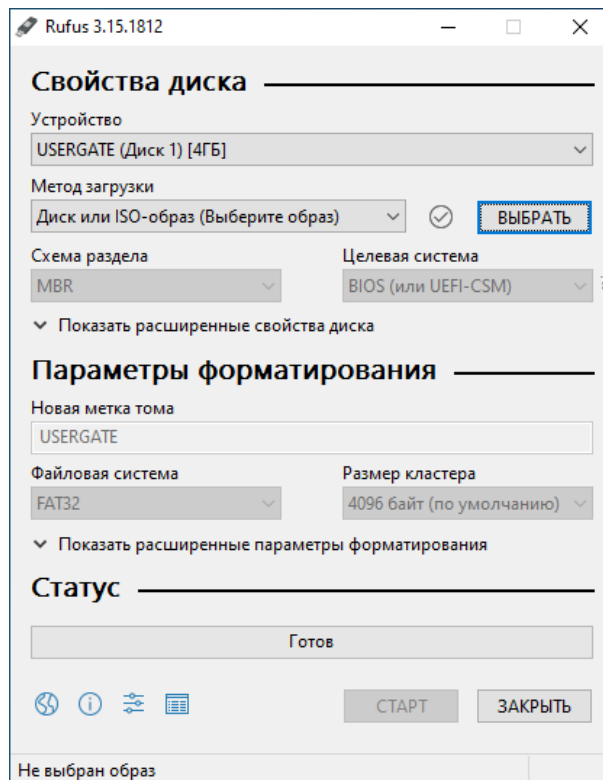 Rufus 3.15.1812
Свойства диска
Устройство
USERGATE (Диск 1) [4ГБ]
Метод загрузки
Диск или ISO-образ (Выберите образ)
ВЫБРАТЬ
Схема раздела
Целевая система
MBR
BIOS (или UEFI-CSM)
Показать расширенные свойства диска
Параметры форматирования
Новая метка тома
USERGATE
Файловая система
Размер кластера
FAT32
4096 байт (по умолчанию)
Показать расширенные параметры форматирования
Статус
Готов
СТАРТ
ЗАКРЫТЬ
Не выбран образ